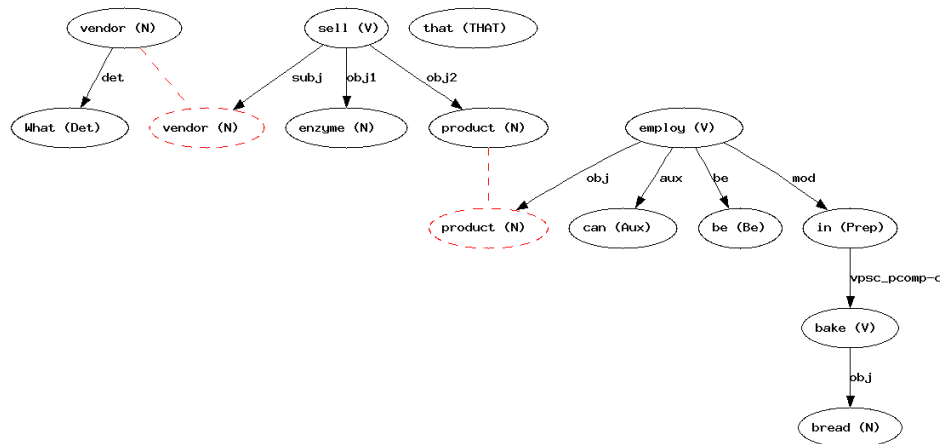 vendor (N)
sell (V)
that (THAT)
det
subj
obj1
obj2
What (Det)
vendor (N)
enzyme (N)
product (N)
employ (V)
obj
aux
be
mod
product (N)
can (Aux)
be (Be)
in (Prep)
vpsc_pcomp-c
bake (V)
obj
bread (N)